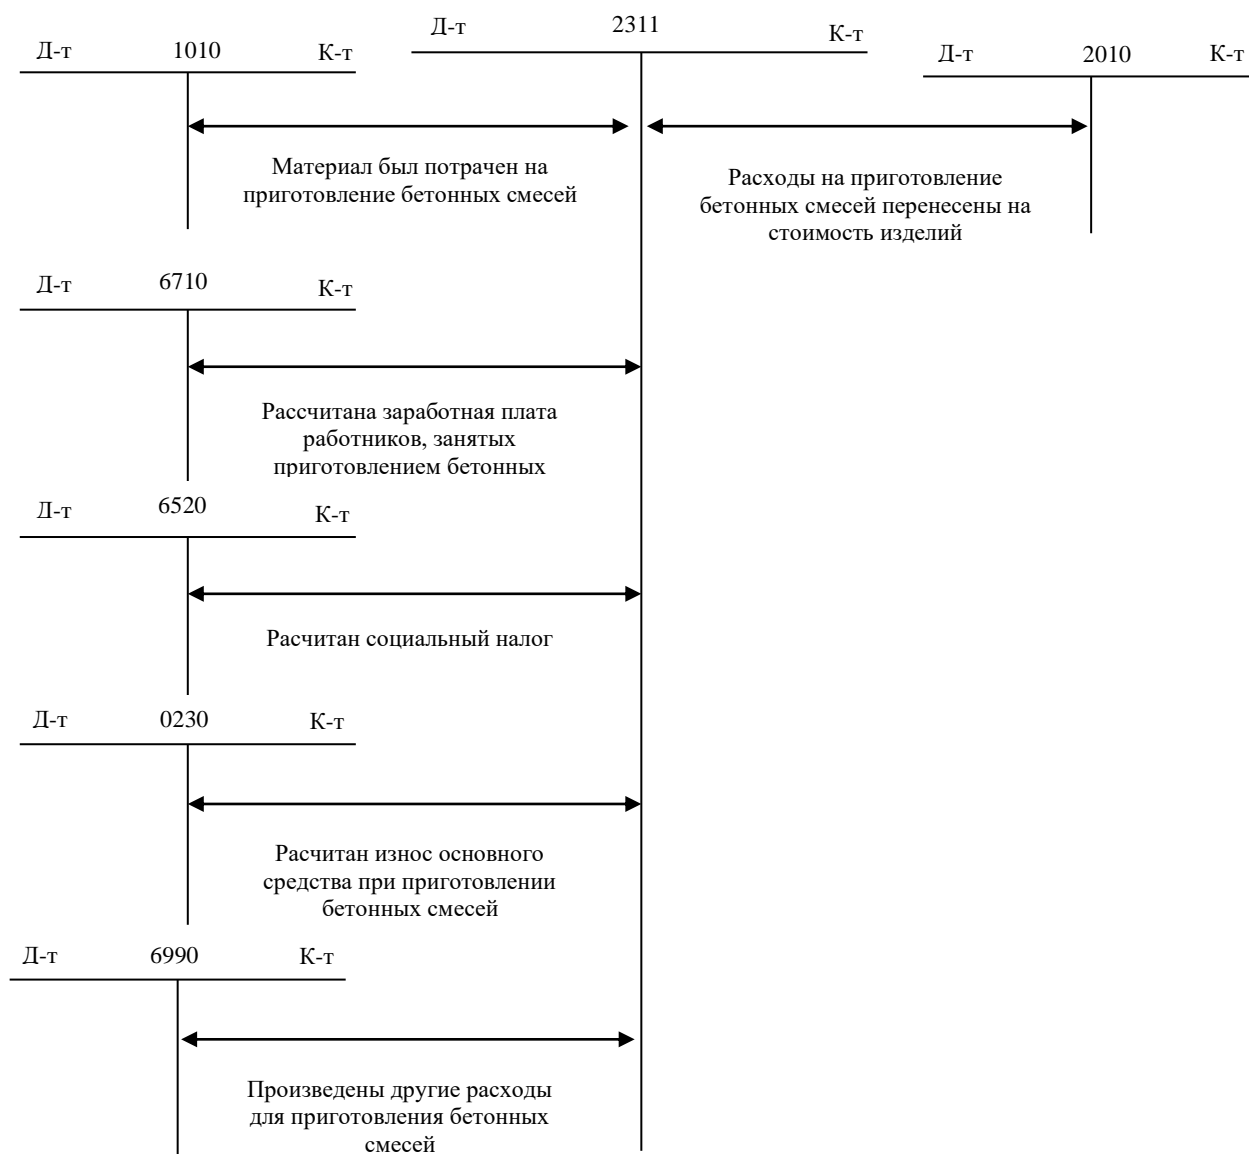 Д-т 2311 К-т
Д-т 1010 К-т
Д-т 2010 К-т
Материал был потрачен на
приготовление бетонных смесей
Расходы на приготовление
бетонных смесей перенесены на
стоимость изделий
Д-т 6710 К-т
Рассчитана заработная плата
работников, занятых
приготовлением бетонных
Д-т 6520 К-т
Расчитан социальный налог
Д-т 0230 К-т
Расчитан износ основного
средства при приготовлении
бетонных смесей
Д-т 6990 К-т
Произведены другие расходы
для приготовления бетонных
смесей